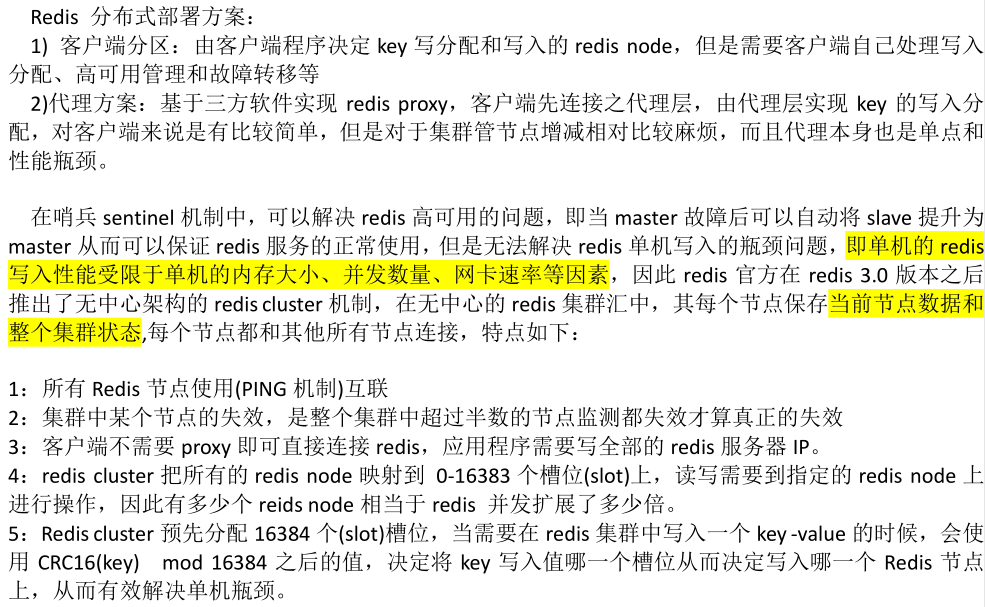 Redis 分布式部署方案：
1) 客户端分区：由客户端程序决定 key 写分配和写入的 redis node，但是需要客户端自己处理写入
分配、高可用管理和故障转移等
2)代理方案：基于三方软件实现 redis proxy，客户端先连接之代理层，由代理层实现 key 的写入分
配，对客户端来说是有比较简单，但是对于集群管节点增减相对比较麻烦，而且代理本身也是单点和
性能瓶颈。
在哨兵 sentinel 机制中，可以解决 redis 高可用的问题，即当 master 故障后可以自动将 slave 提升为
master 从而可以保证 redis 服务的正常使用，但是无法解决 redis 单机写入的瓶颈问题，即单机的 redis
写入性能受限于单机的内存大小、并发数量、网卡速率等因素，因此 redis 官方在 redis 3.0 版本之后
推出了无中心架构的 redis cluster 机制，在无中心的 redis 集群汇中，其每个节点保存当前节点数据和
整个集群状态,每个节点都和其他所有节点连接，特点如下：
1：所有 Redis 节点使用(PING 机制)互联
2：集群中某个节点的失效，是整个集群中超过半数的节点监测都失效才算真正的失效
3：客户端不需要 proxy 即可直接连接 redis，应用程序需要写全部的 redis 服务器 IP。
4：redis cluster 把所有的 redis node 映射到 0-16383 个槽位(slot)上，读写需要到指定的 redis node 上
进行操作，因此有多少个 reids node 相当于 redis 并发扩展了多少倍。
5：Redis cluster 预先分配 16384 个(slot)槽位，当需要在 redis 集群中写入一个 key -value 的时候，会使
用 CRC16(key) mod 16384 之后的值，决定将 key 写入值哪一个槽位从而决定写入哪一个 Redis 节点
上，从而有效解决单机瓶颈。